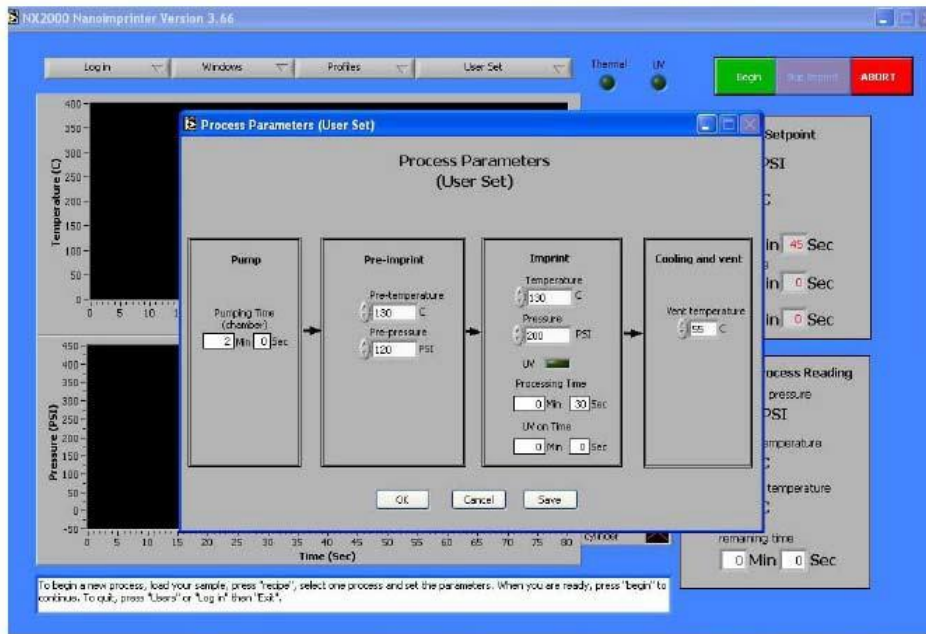 NX2000 Nanoimprinter Version 3.66
Log in
Windows
Profiles
User Set
Thermal
UV
Begin
Skip Imprint
ABORT
400
350
300
250
200
150
100
50
0
Temperature (C)
0 5 10 15
Process Parameters (User Set)
Process Parameters
(User Set)
Pump
Pumping Time
(chamber)
2 Min 0 Sec
Pre-imprint
Pre-temperature
130 C
Pre-pressure
120 PSI
Imprint
Temperature
130 C
Pressure
200 PSI
UV
Processing Time
0 Min 30 Sec
UV on Time
0 Min 0 Sec
Cooling and vent
Vent temperature
55 C
OK
Cancel
Save
Setpoint
PSI
C
in 45 Sec
in 0 Sec
in 0 Sec
450
400
350
300
250
200
150
100
50
0
-50
Pressure (PSI)
0 5 10 15 20 25 30 35 40 45 50 55 60 65 70 75 80
Time (Sec)
cylinder
ocess Reading
pressure
PSI
emperature
C
temperature
C
remaining time
0 Min 0 Sec
To begin a new process, load your sample, press "recipe", select one process and set the parameters. When you are ready, press "begin" to
continue. To quit, press "Users" or "Log in" then "Exit".